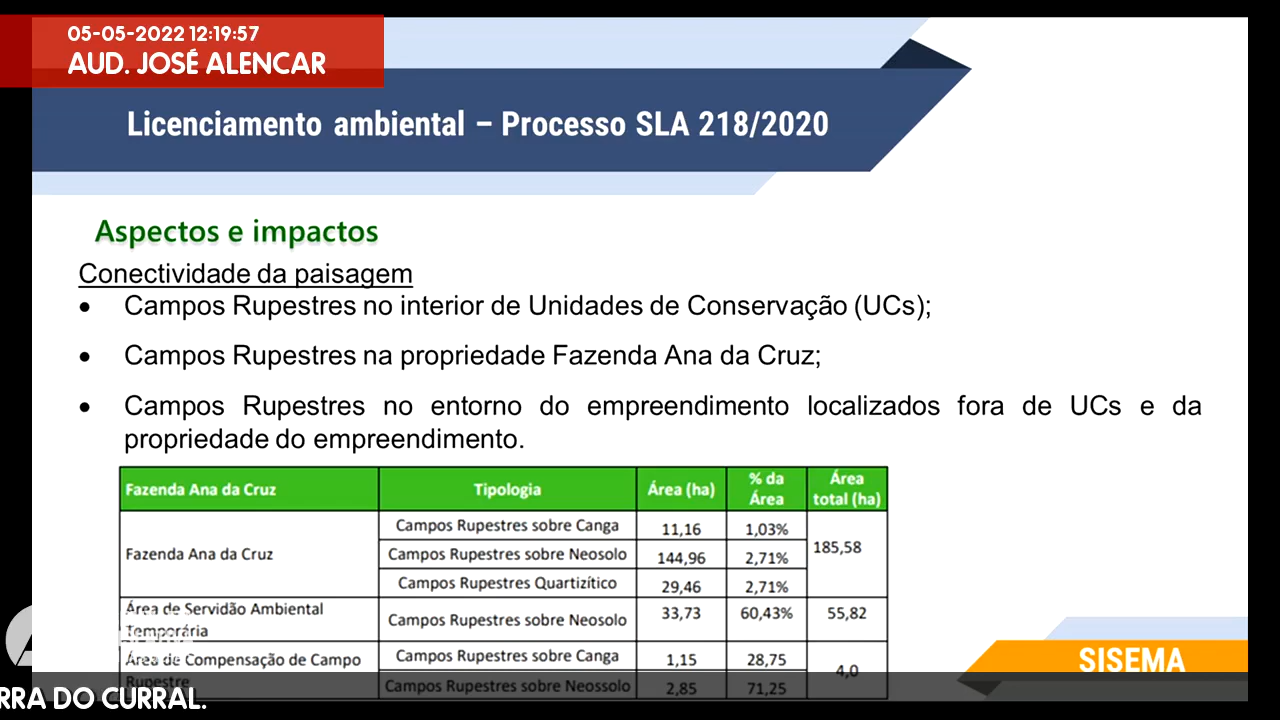 05-05-2022 12:19:57
AUD. JOSÉ ALENCAR
Licenciamento ambiental – Processo SLA 218/2020
Aspectos e impactos
Conectividade da paisagem
• Campos Rupestres no interior de Unidades de Conservação (UCs);
• Campos Rupestres na propriedade Fazenda Ana da Cruz;
• Campos Rupestres no entorno do empreendimento localizados fora de UCs e da
propriedade do empreendimento.
Fazenda Ana da Cruz Tipologia Área (ha) % da Área Área total (ha)
Fazenda Ana da Cruz Campos Rupestres sobre Canga 11,16 1,03% 185,58
Campos Rupestres sobre Neosolo 144,96 2,71%
Campos Rupestres Quartizítico 29,46 2,71%
Área de Servidão Ambiental Temporária Campos Rupestres sobre Neosolo 33,73 60,43% 55,82
Área de Compensação de Campo Rupestre Campos Rupestres sobre Canga 1,15 28,75 4,0
Campos Rupestres sobre Neossolo 2,85 71,25
SISEMA
RRA DO CURRAL.